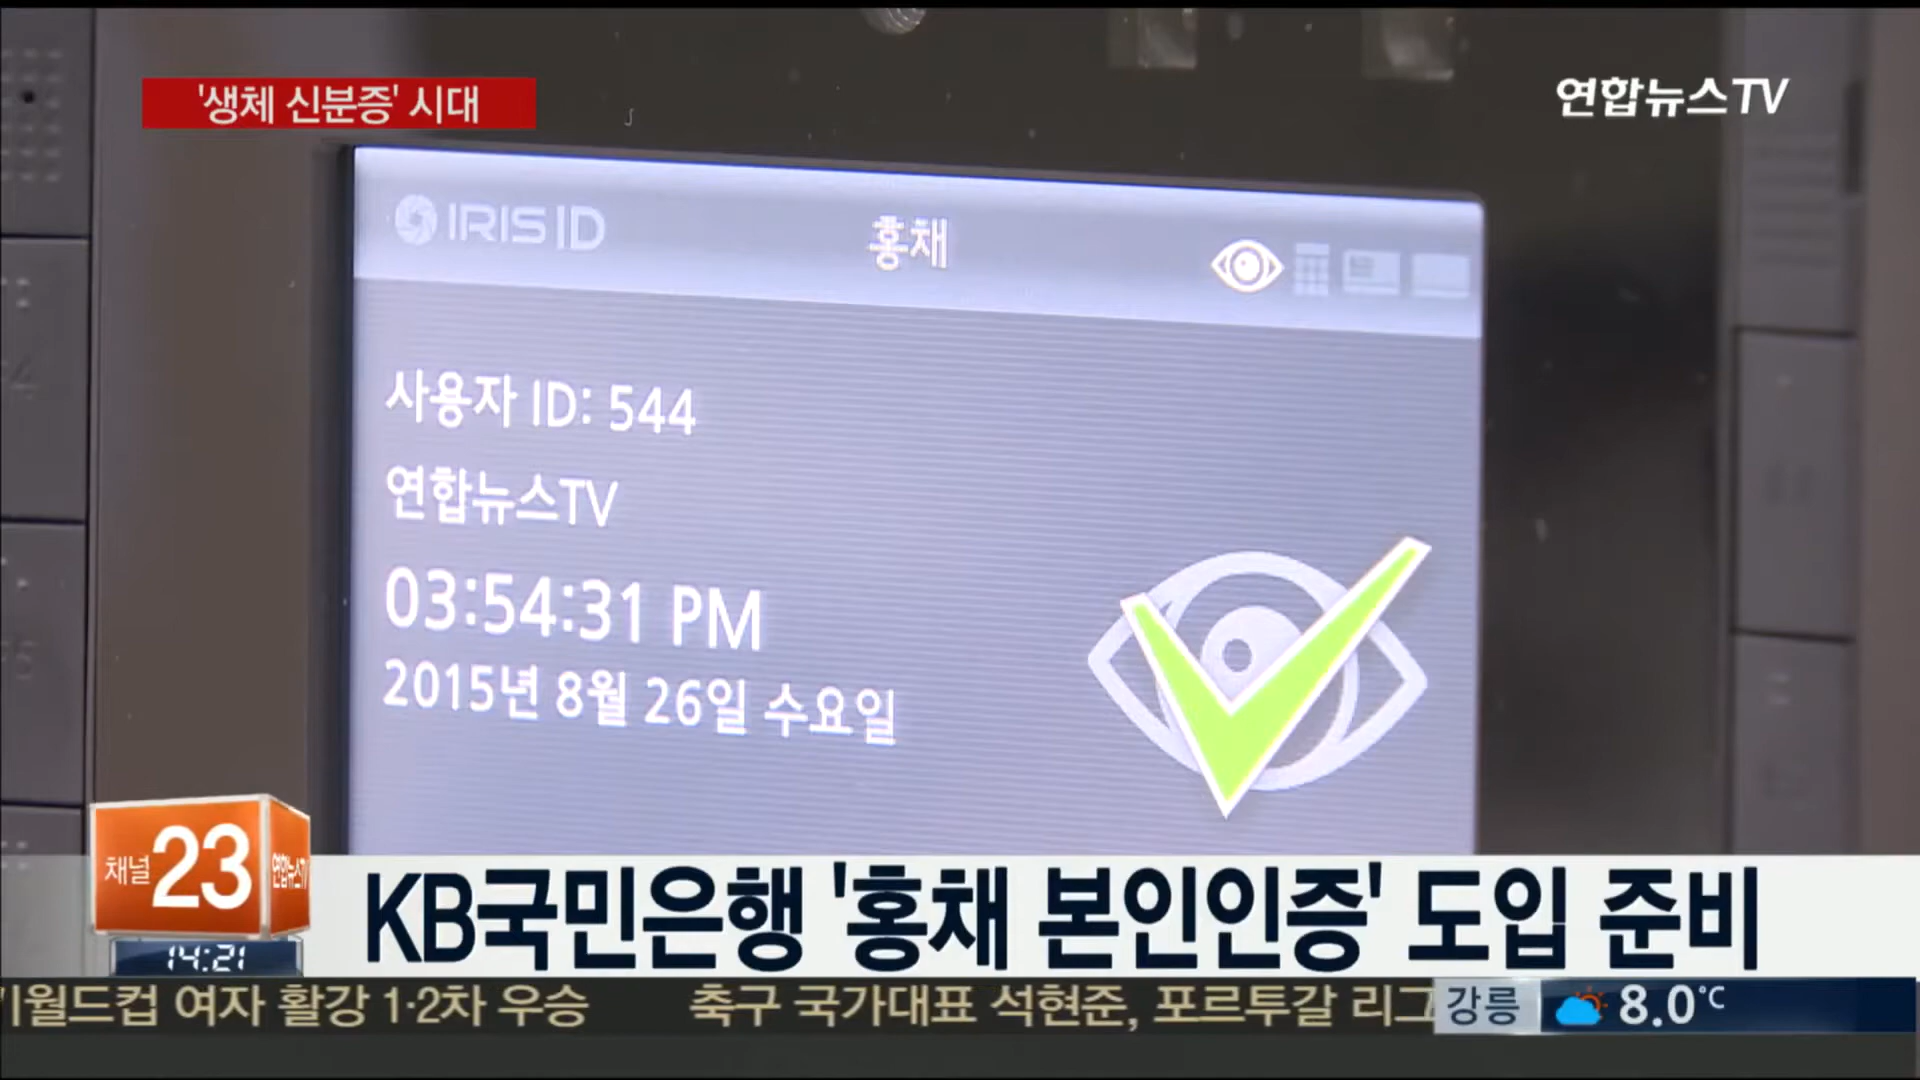 '생체 신분증' 시대
연합뉴스TV
IRIS ID
홍채
사용자 ID: 544
연합뉴스TV
03:54:31 PM
2015년 8월 26일 수요일
채널 23
연합뉴스TV
14:21
KB국민은행 '홍채 본인인증' 도입 준비
기월드컵 여자 활강 1·2차 우승 축구 국가대표 석현준, 포르투갈 리그
강릉 8.0℃